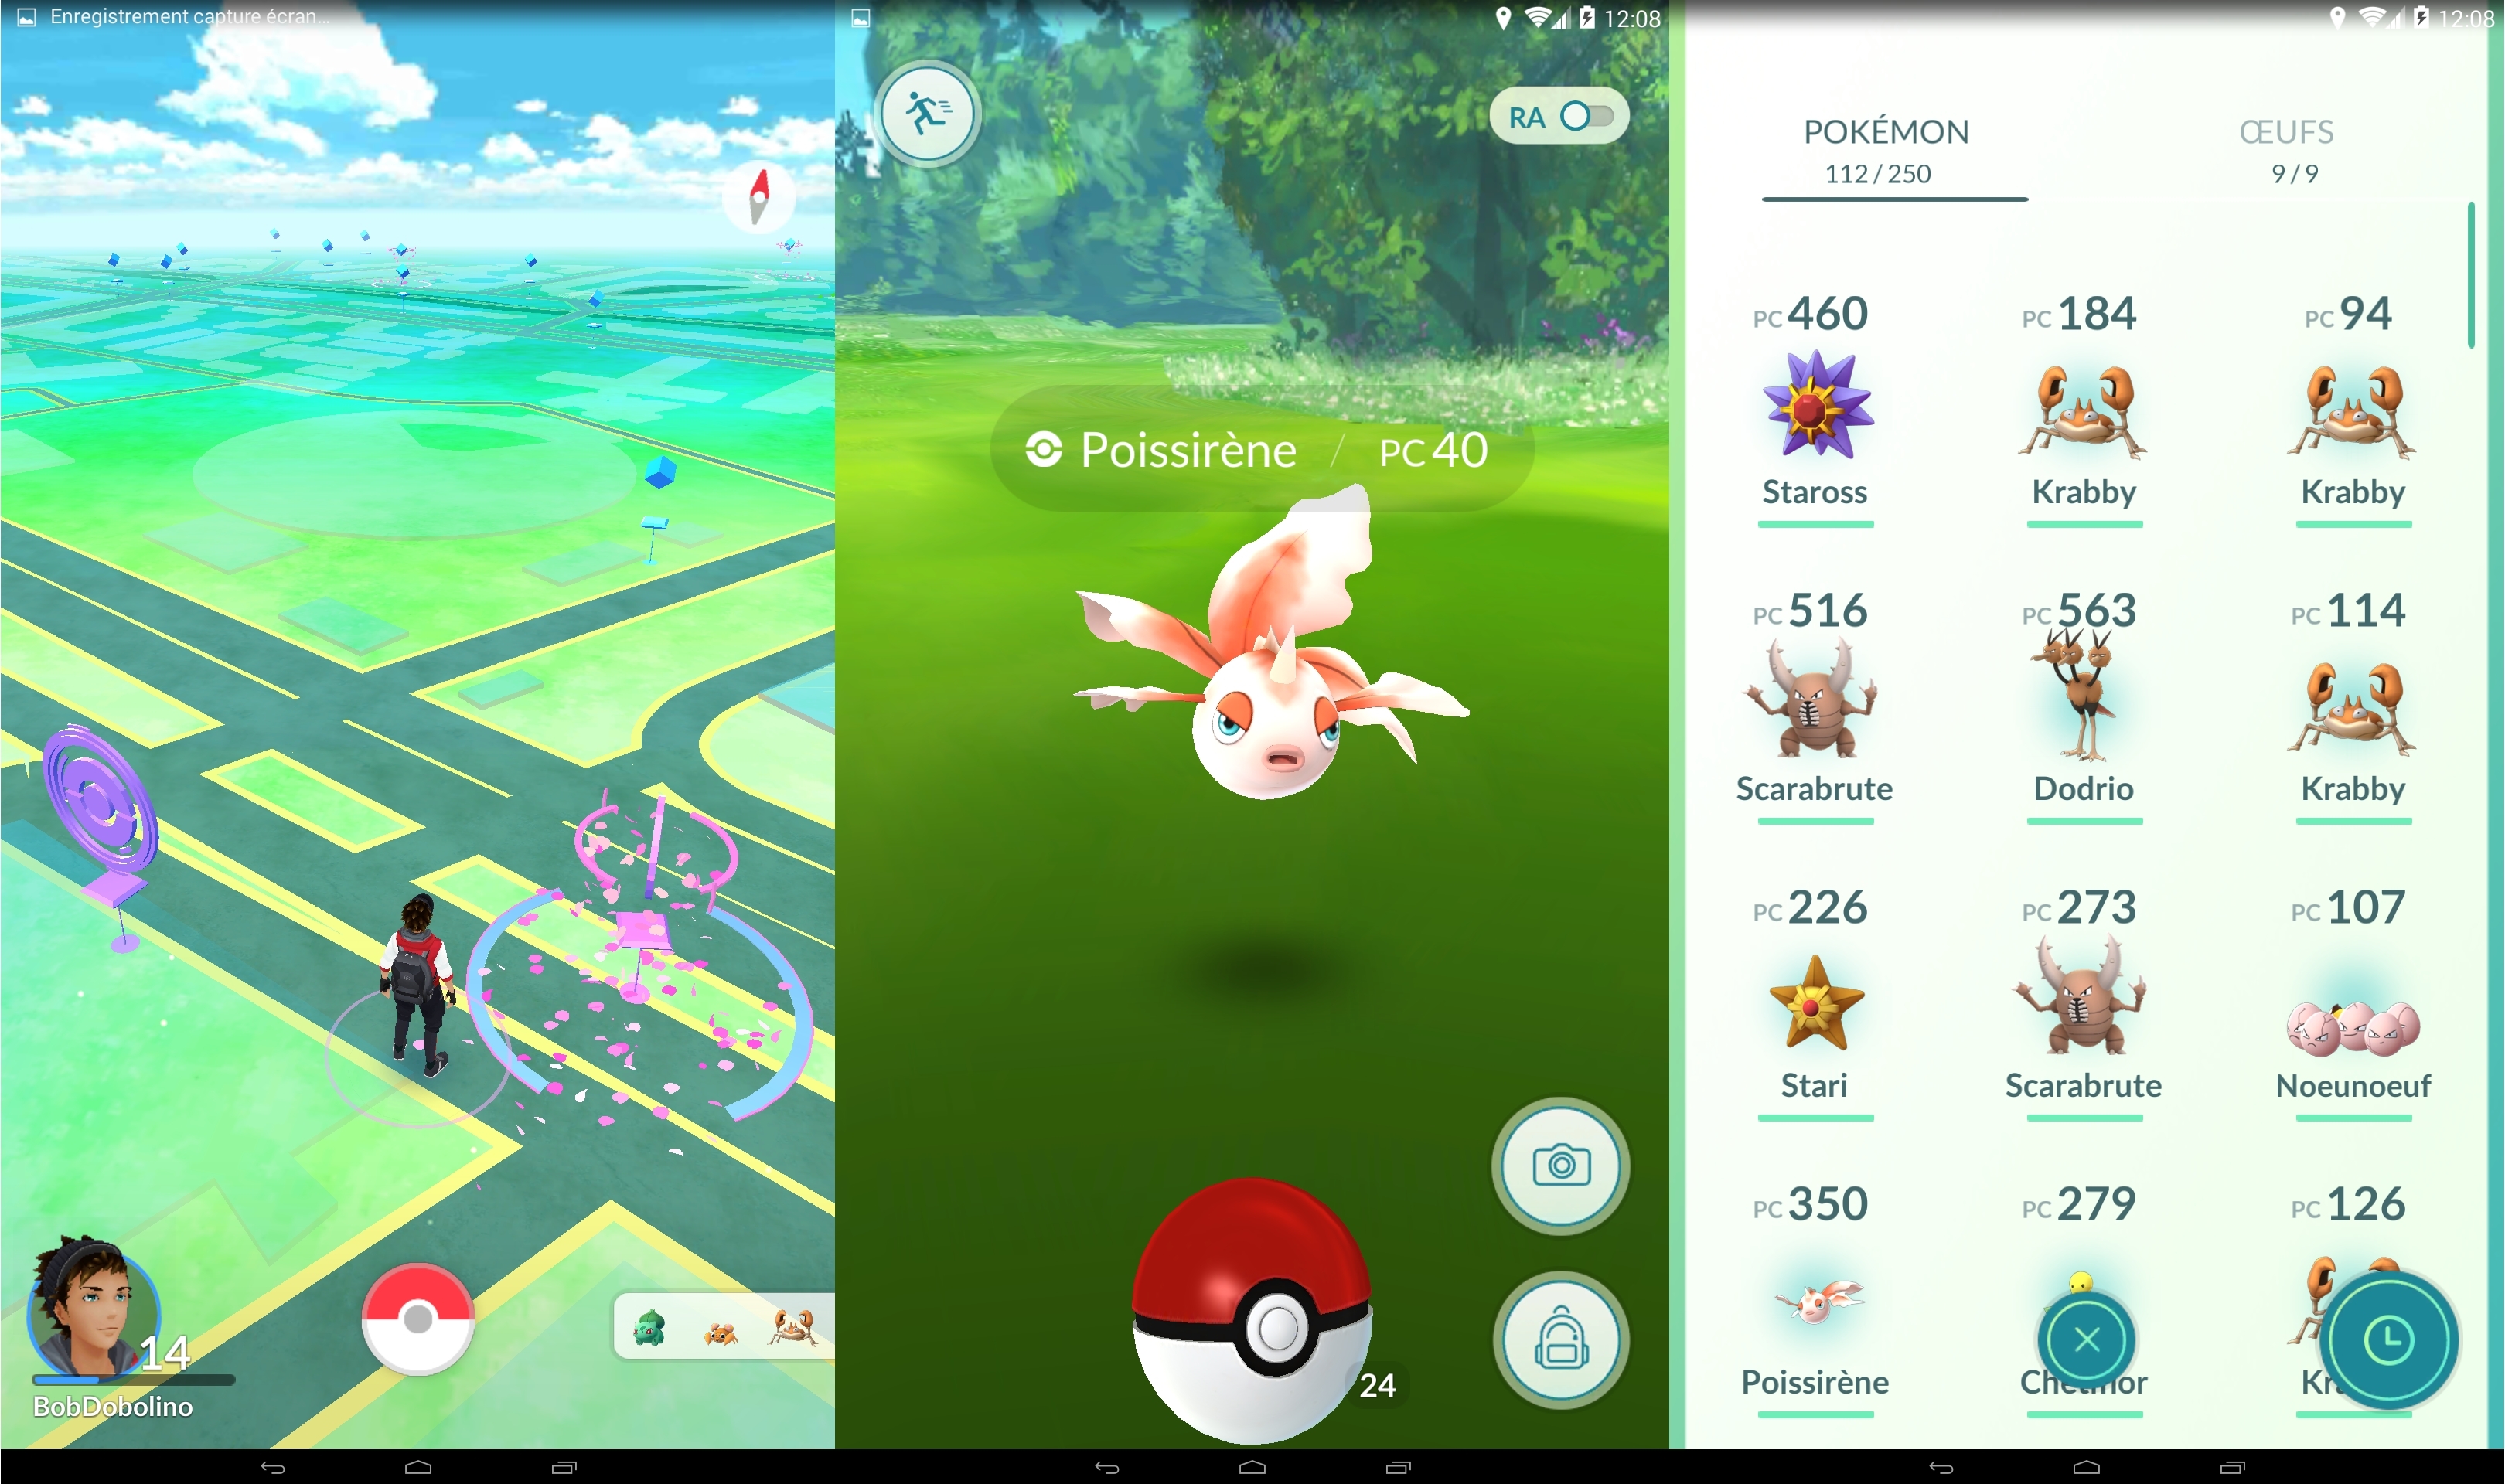 Enregistrement capture écran...
14
BobDobolino
12:08
RA
Poissirène / PC 40
24
12:08
POKÉMON
ŒUFS
112 / 250
9 / 9
PC 460
PC 184
PC 94
Staross
Krabby
Krabby
PC 516
PC 563
PC 114
Scarabrute
Dodrio
Krabby
PC 226
PC 273
PC 107
Stari
Scarabrute
Noeunoeuf
PC 350
PC 279
PC 126
Poissirène